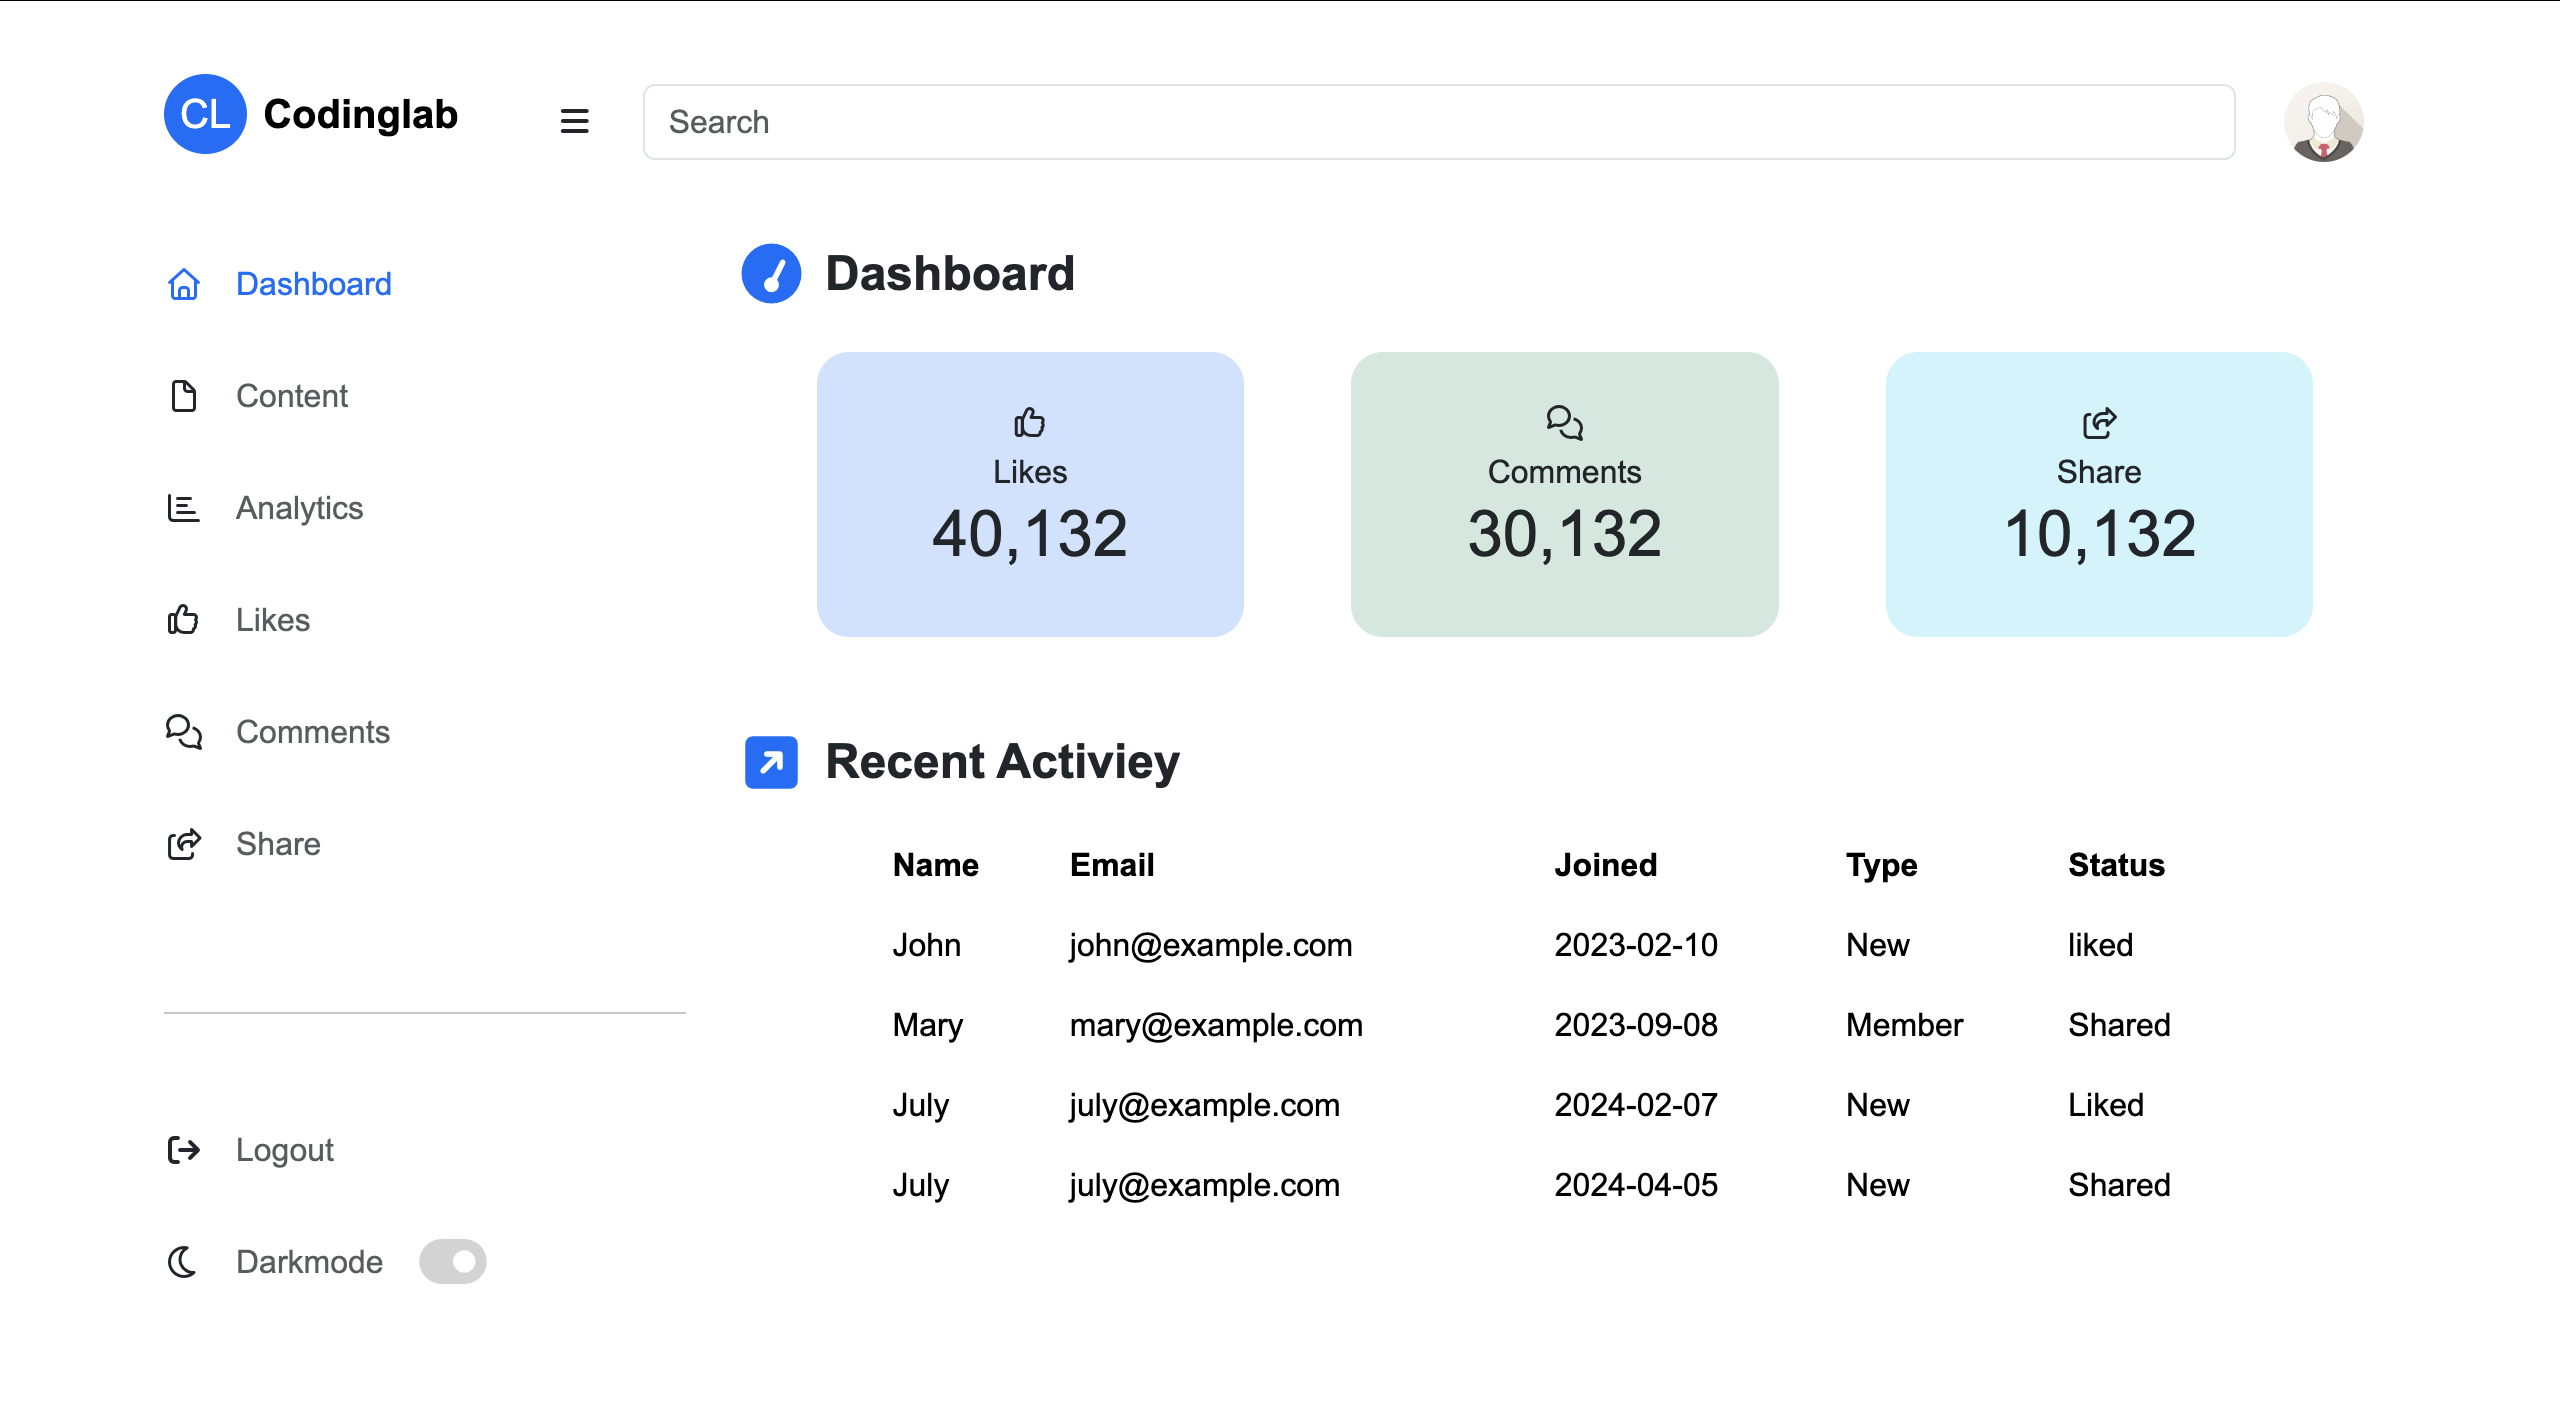 CL Codinglab
Search
Dashboard
Content
Analytics
Likes
Comments
Share
Logout
Darkmode
Dashboard
Likes
40,132
Comments
30,132
Share
10,132
Recent Activiey
Name Email Joined Type Status
John john@example.com 2023-02-10 New liked
Mary mary@example.com 2023-09-08 Member Shared
July july@example.com 2024-02-07 New Liked
July july@example.com 2024-04-05 New Shared